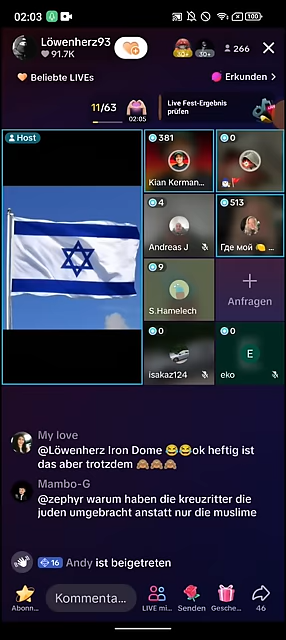 02:03
100
Löwenherz93
91.7K
30+
30+
266
Beliebte LIVEs
Erkunden >
11/63
02:05
Live Fest-Ergebnis
prüfen
Host
381
Kian Kerman...
0
4
Andreas J
513
Где мой
9
S.Hamelech
+
Anfragen
0
isakaz124
0
E
eko
My love
@Löwenherz Iron Dome 😂😂ok heftig ist
das aber trotzdem 🙈🙈🙈
Mambo-G
@zephyr warum haben die kreuzritter die
juden umgebracht anstatt nur die muslime
16 Andy ist beigetreten
Abonn...
Kommenta...
LIVE mi...
Senden
Gesche...
46